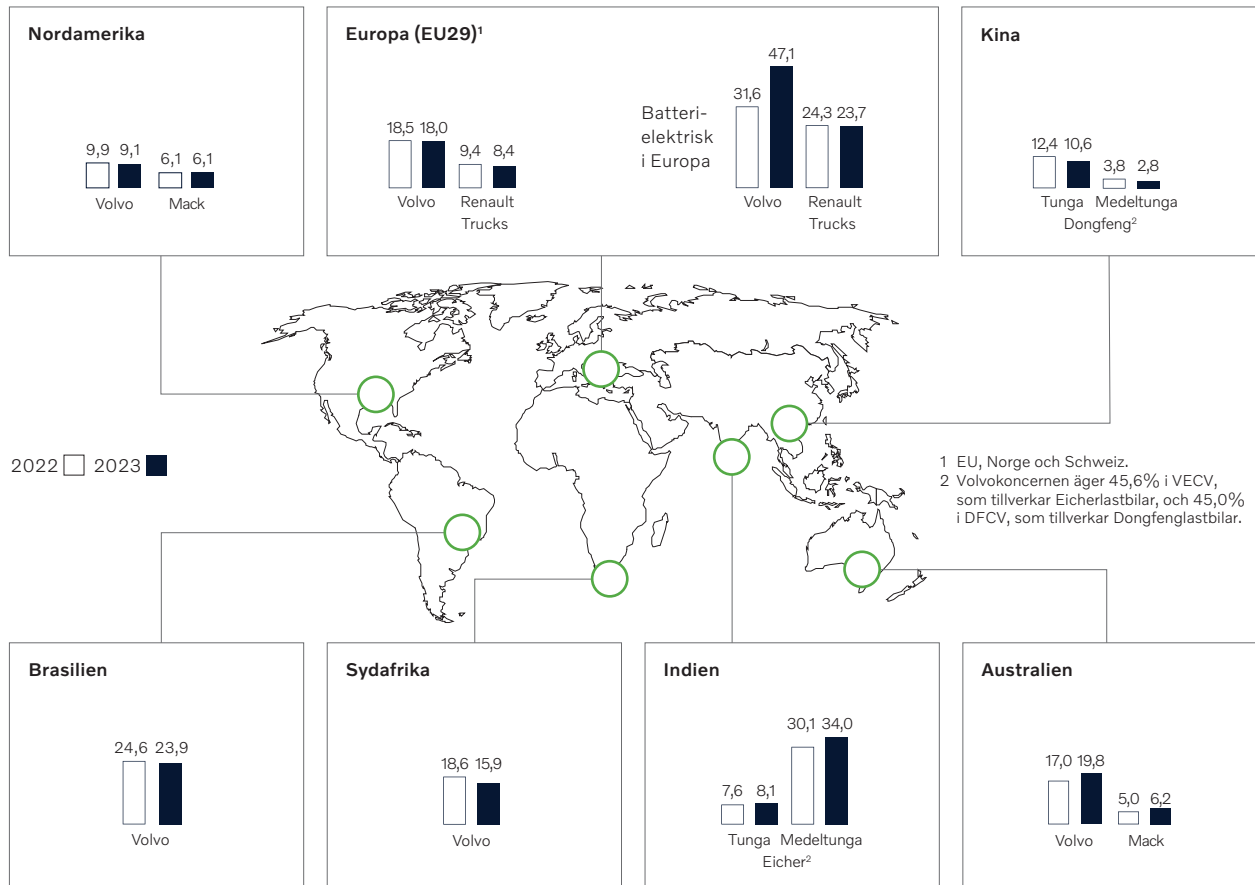 Nordamerika
9,9 9,1 6,1 6,1
Volvo Mack
Europa (EU29)¹
18,5 18,0
9,4 8,4
Volvo Renault
Trucks
Batteri-
elektrisk
i Europa
47,1
31,6
24,3 23,7
Volvo Renault
Trucks
Kina
12,4 10,6
3,8 2,8
Tunga Medeltunga
Dongfeng²
2022 2023
1 EU, Norge och Schweiz.
2 Volvokoncernen äger 45,6% i VECV,
som tillverkar Eicherlastbilar, och 45,0%
i DFCV, som tillverkar Dongfenglastbilar.
Brasilien
24,6 23,9
Volvo
Sydafrika
18,6 15,9
Volvo
Indien
30,1 34,0
7,6 8,1
Tunga Medeltunga
Eicher²
Australien
17,0 19,8
5,0 6,2
Volvo Mack